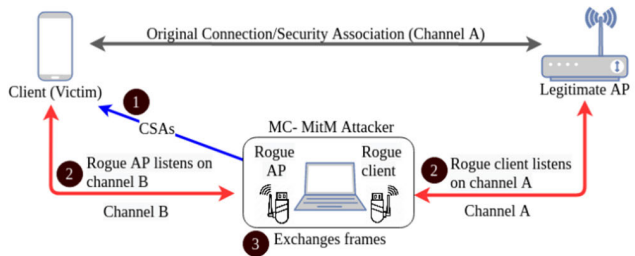 Original Connection/Security Association (Channel A)
Client (Victim)
Legitimate AP
1
CSAs
MC- MitM Attacker
Rogue
AP
Rogue
client
2
Rogue AP listens on
channel B
Channel B
2
Rogue client listens
on channel A
Channel A
3
Exchanges frames